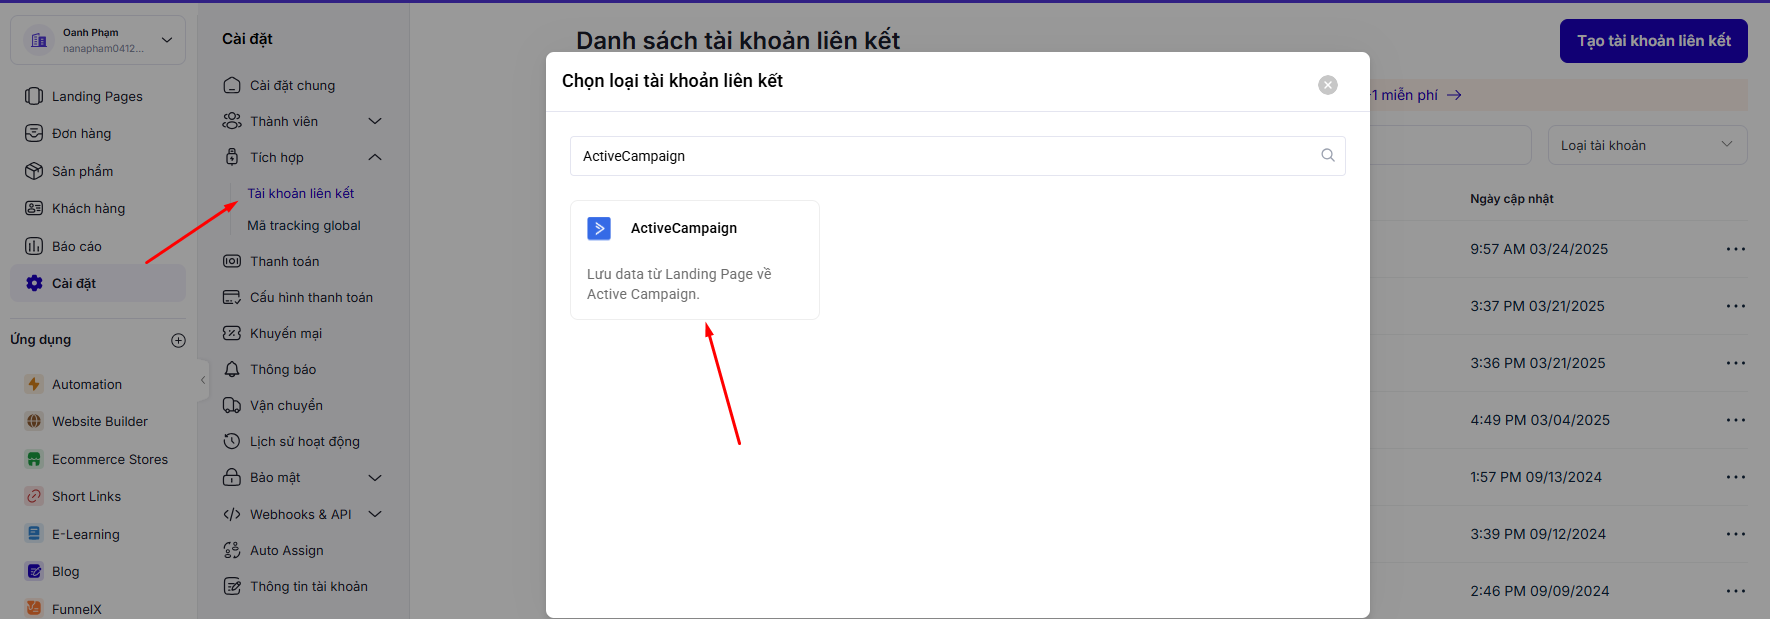 Oanh Phạm
nanapham0412...
Landing Pages
Đơn hàng
Sản phẩm
Khách hàng
Báo cáo
Cài đặt
Ứng dụng
Automation
Website Builder
Ecommerce Stores
Short Links
E-Learning
Blog
FunnelX
Cài đặt
Cài đặt chung
Thành viên
Tích hợp
Tài khoản liên kết
Mã tracking global
Thanh toán
Cấu hình thanh toán
Khuyến mại
Thông báo
Vận chuyển
Lịch sử hoạt động
Bảo mật
Webhooks & API
Auto Assign
Thông tin tài khoản
Danh sách tài khoản liên kết
Tạo tài khoản liên kết
Chọn loại tài khoản liên kết
ActiveCampaign
ActiveCampaign
Lưu data từ Landing Page về
Active Campaign.
1 miễn phí →
Loại tài khoản
Ngày cập nhật
9:57 AM 03/24/2025
3:37 PM 03/21/2025
3:36 PM 03/21/2025
4:49 PM 03/04/2025
1:57 PM 09/13/2024
3:39 PM 09/12/2024
2:46 PM 09/09/2024